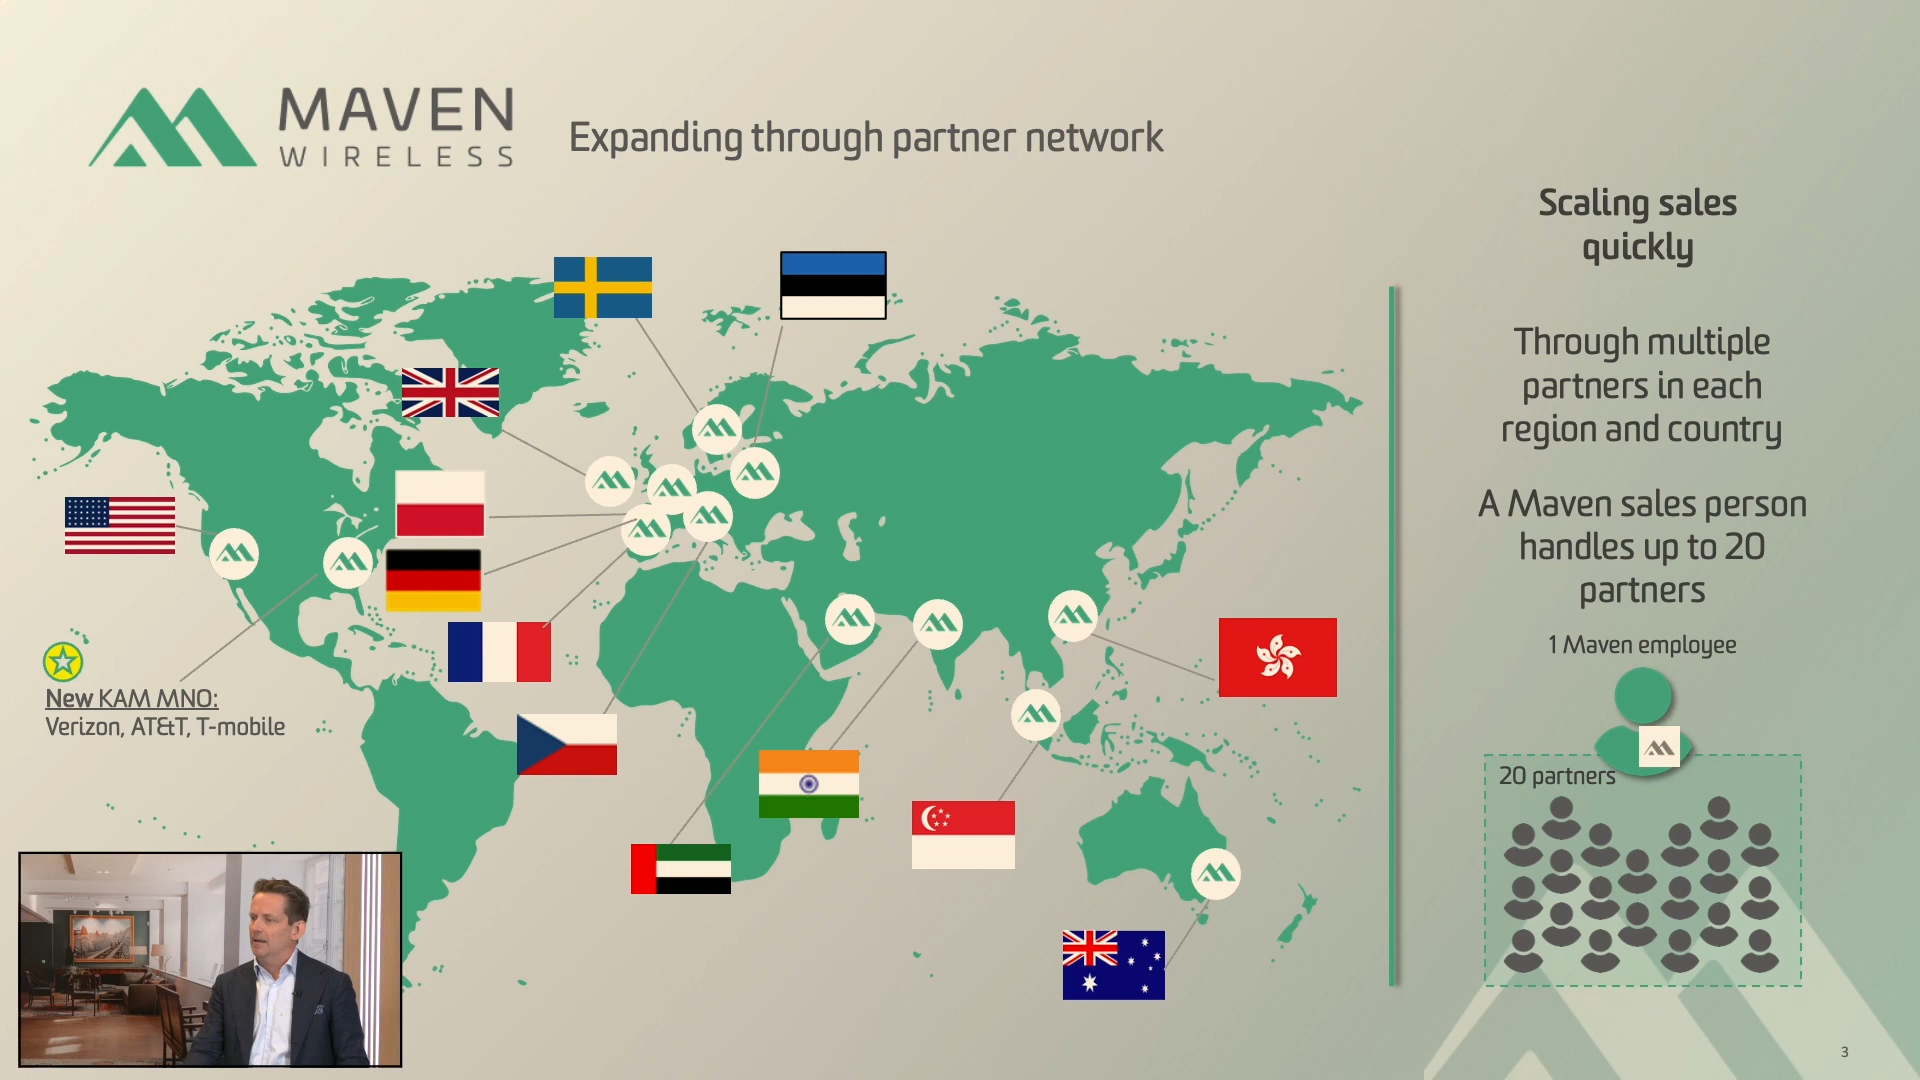 MAVEN
WIRELESS
Expanding through partner network
Scaling sales
quickly
Through multiple
partners in each
region and country
A Maven sales person
handles up to 20
partners
1 Maven employee
20 partners
New KAM MNO:
Verizon, AT&T, T-mobile
3